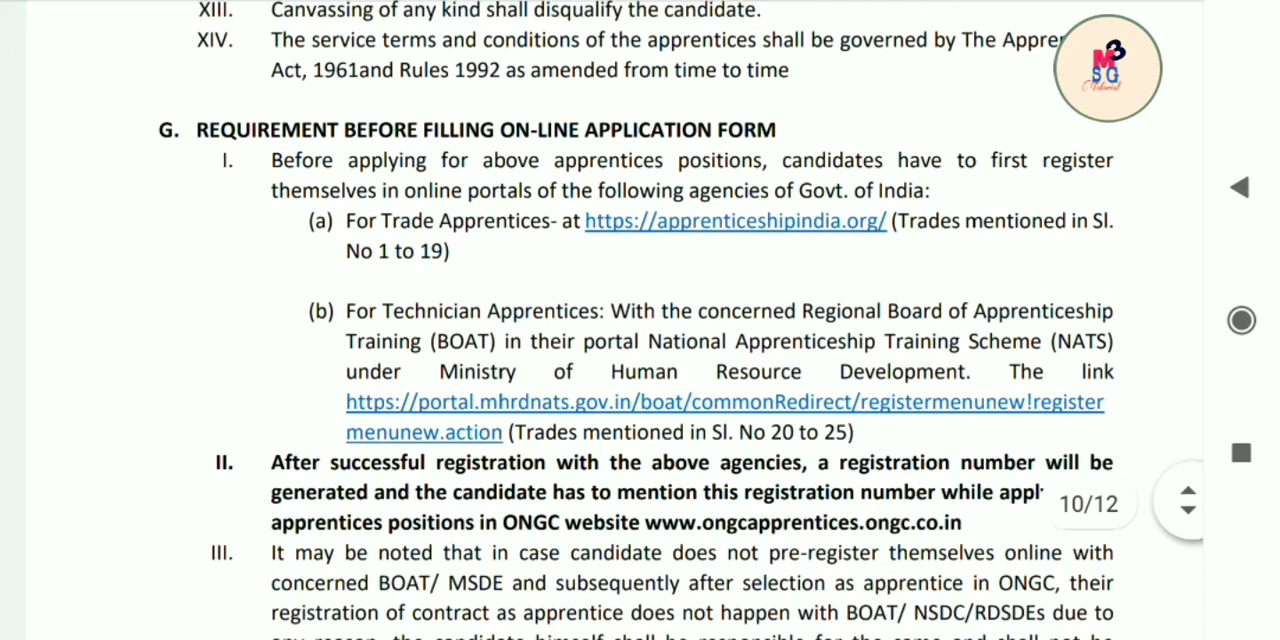 XIII. Canvassing of any kind shall disqualify the candidate.
XIV. The service terms and conditions of the apprentices shall be governed by The Appre
Act, 1961and Rules 1992 as amended from time to time
M3
SG
Tutorial
G. REQUIREMENT BEFORE FILLING ON-LINE APPLICATION FORM
I. Before applying for above apprentices positions, candidates have to first register
themselves in online portals of the following agencies of Govt. of India:
(a) For Trade Apprentices- at https://apprenticeshipindia.org/ (Trades mentioned in Sl.
No 1 to 19)
(b) For Technician Apprentices: With the concerned Regional Board of Apprenticeship
Training (BOAT) in their portal National Apprenticeship Training Scheme (NATS)
under Ministry of Human Resource Development. The link
https://portal.mhrdnats.gov.in/boat/commonRedirect/registermenunew!register
menunew.action (Trades mentioned in Sl. No 20 to 25)
II. After successful registration with the above agencies, a registration number will be
generated and the candidate has to mention this registration number while appl
apprentices positions in ONGC website www.ongcapprentices.ongc.co.in
10/12
III. It may be noted that in case candidate does not pre-register themselves online with
concerned BOAT/ MSDE and subsequently after selection as apprentice in ONGC, their
registration of contract as apprentice does not happen with BOAT/ NSDC/RDSDEs due to